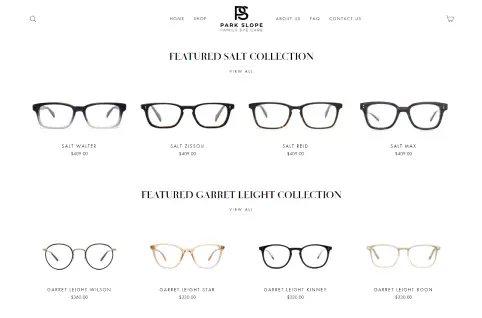 HOME SHOP
PS
PARK SLOPE
FAMILY EYE CARE
ABOUT US FAQ CONTACT US
FEATURED SALT COLLECTION
VIEW ALL
SALT WALTER SALT ZISSOU SALT REID SALT MAX
$409.00 $409.00 $409.00 $409.00
FEATURED GARRET LEIGHT COLLECTION
VIEW ALL
GARRET LEIGHT WILSON GARRET LEIGHT STAR GARRET LEIGHT KINNEY GARRET LEIGHT BOON
$360.00 $330.00 $330.00 $330.00